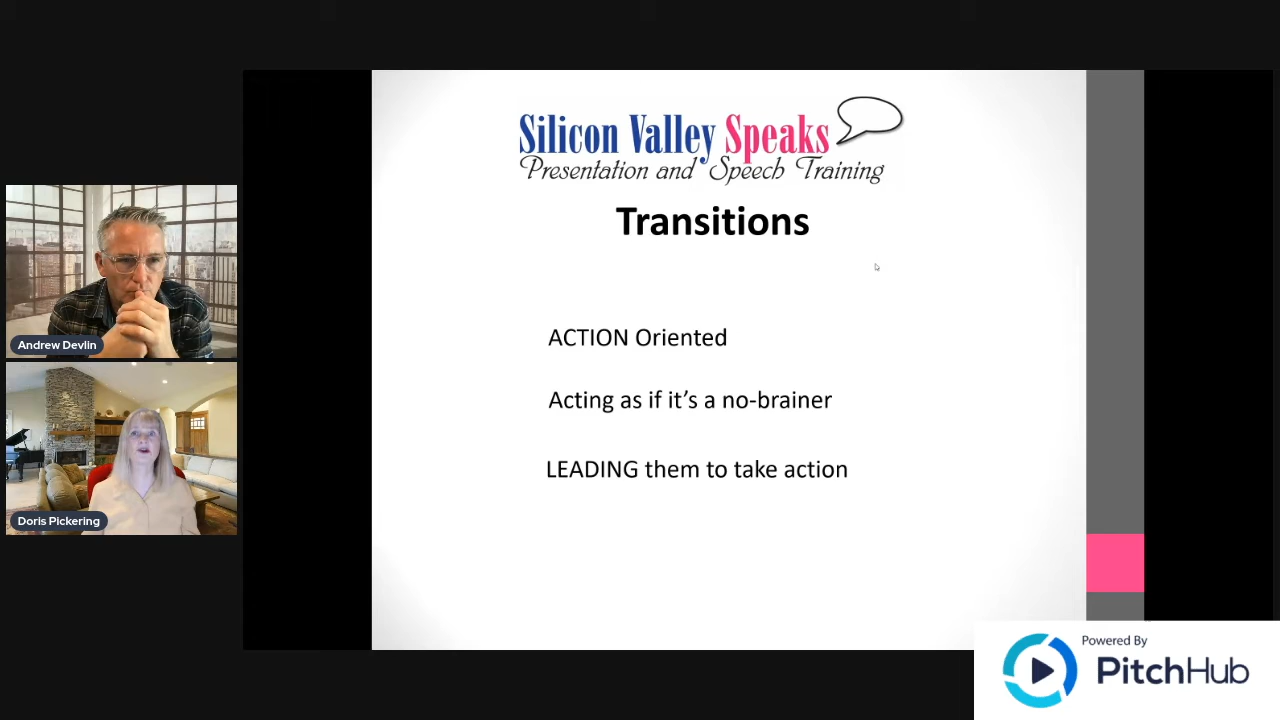 Silicon Valley Speaks
Presentation and Speech Training
Transitions
ACTION Oriented
Acting as if it’s a no-brainer
LEADING them to take action
Andrew Devlin
Doris Pickering
Powered By
PitchHub